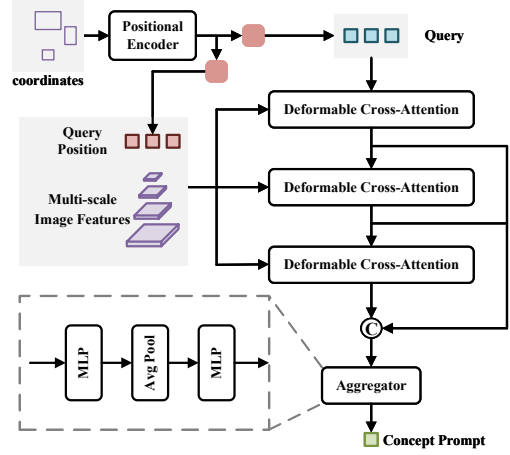 Positional
Encoder
Query
coordinates
Deformable Cross-Attention
Query
Position
Multi-scale
Image Features
Deformable Cross-Attention
Deformable Cross-Attention
C
MLP
Avg Pool
MLP
Aggregator
Concept Prompt